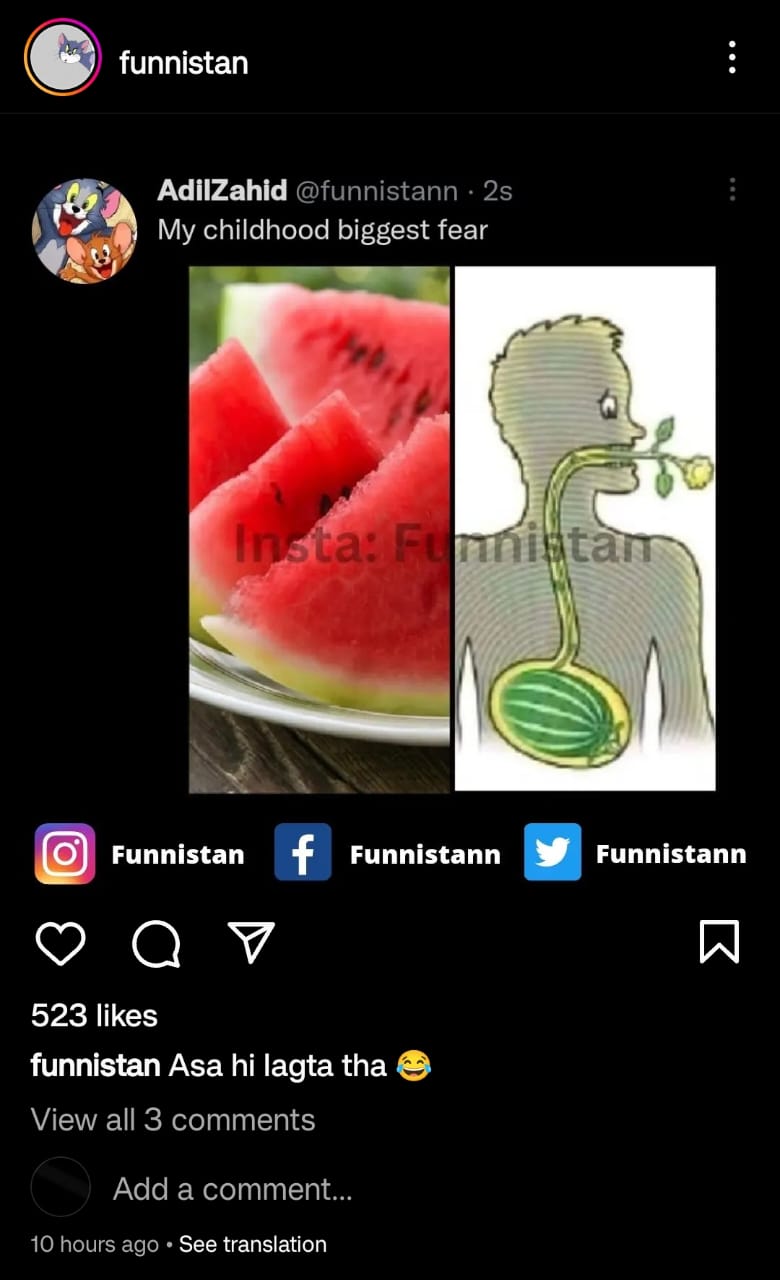 funnistan
AdilZahid @funnistann · 2s
My childhood biggest fear
Insta: Funnistan
Funnistan Funnistann Funnistann
523 likes
funnistan Asa hi lagta tha 😂
View all 3 comments
Add a comment...
10 hours ago • See translation